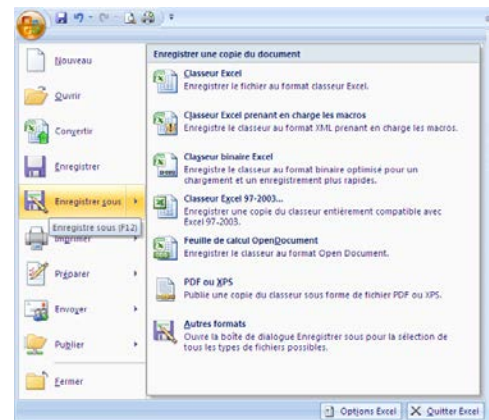 Nouveau
Ouvrir
Convertir
Enregistrer
Enregistrer sous
Enregistre sous (F12)
Imprimer
Préparer
Envoyer
Publier
Fermer
Enregistrer une copie du document
Classeur Excel
Enregistrer le fichier au format classeur Excel.
Classeur Excel prenant en charge les macros
Enregistre le classeur au format XML prenant en charge les macros.
Classeur binaire Excel
Enregistre le classeur au format binaire optimisé pour un
chargement et un enregistrement plus rapides.
Classeur Excel 97-2003...
Enregistrer une copie du classeur entièrement compatible avec
Excel 97-2003.
Feuille de calcul OpenDocument
Enregistrer le classeur au format Open Document.
PDF ou XPS
Publie une copie du classeur sous forme de fichier PDF ou XPS.
Autres formats
Ouvre la boîte de dialogue Enregistrer sous pour la sélection de
tous les types de fichiers possibles.
Options Excel
Quitter Excel